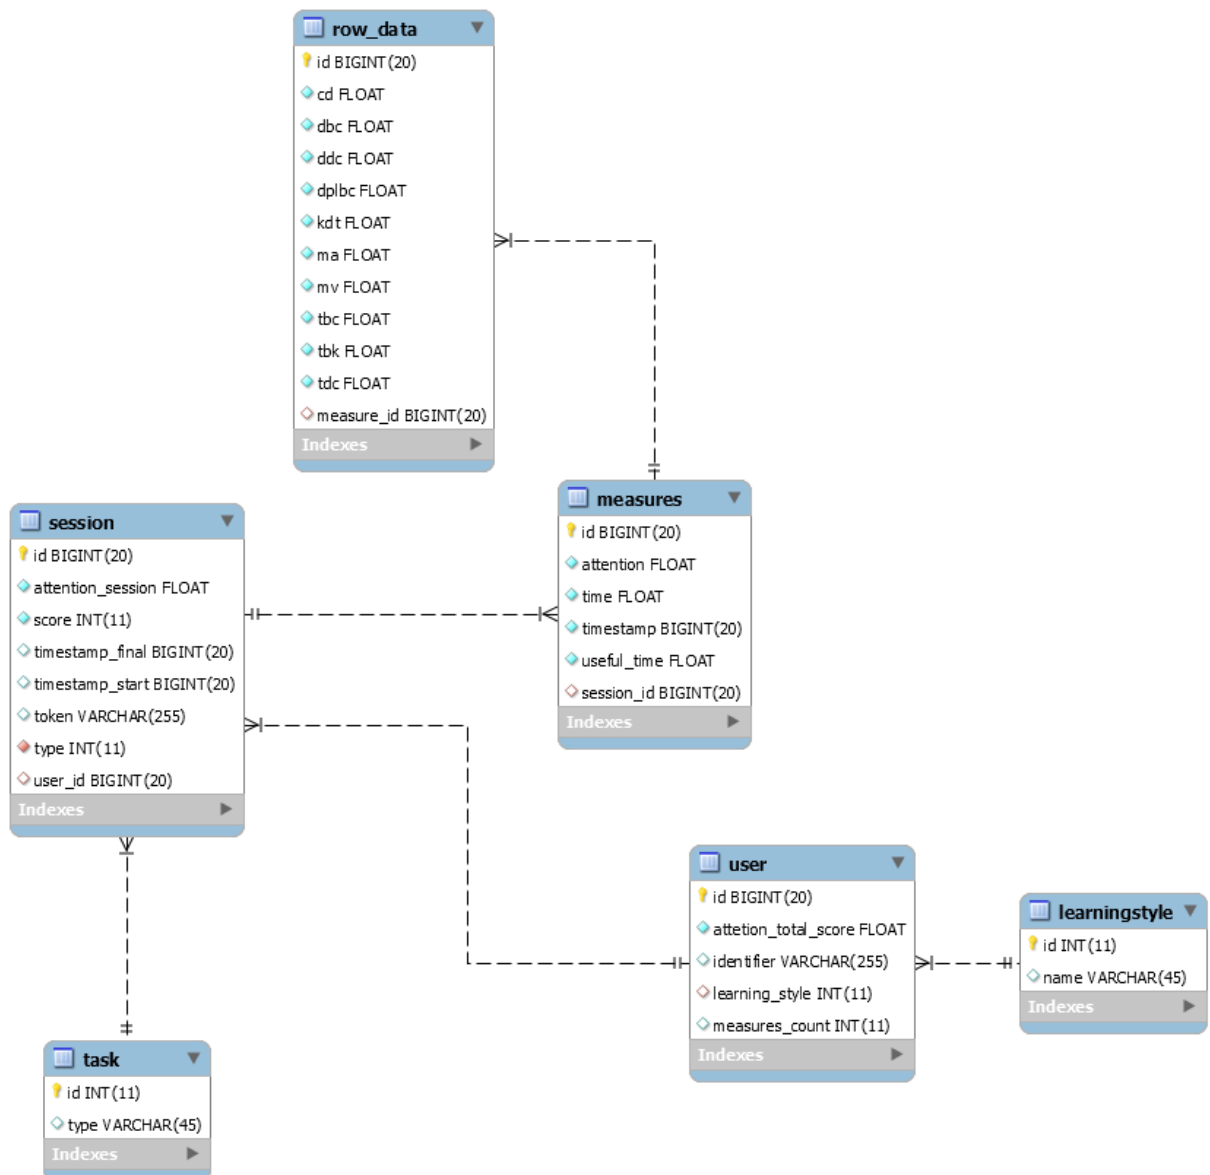 row_data
id BIGINT(20)
cd FLOAT
dbc FLOAT
ddc FLOAT
dplbc FLOAT
kdt FLOAT
ma FLOAT
mv FLOAT
tbc FLOAT
tbk FLOAT
tdc FLOAT
measure_id BIGINT(20)
Indexes
measures
id BIGINT(20)
attention FLOAT
time FLOAT
timestamp BIGINT(20)
useful_time FLOAT
session_id BIGINT(20)
Indexes
session
id BIGINT(20)
attention_session FLOAT
score INT(11)
timestamp_final BIGINT(20)
timestamp_start BIGINT(20)
token VARCHAR(255)
type INT(11)
user_id BIGINT(20)
Indexes
user
id BIGINT(20)
attetion_total_score FLOAT
identifier VARCHAR(255)
learning_style INT(11)
measures_count INT(11)
Indexes
learningstyle
id INT(11)
name VARCHAR(45)
Indexes
task
id INT(11)
type VARCHAR(45)
Indexes